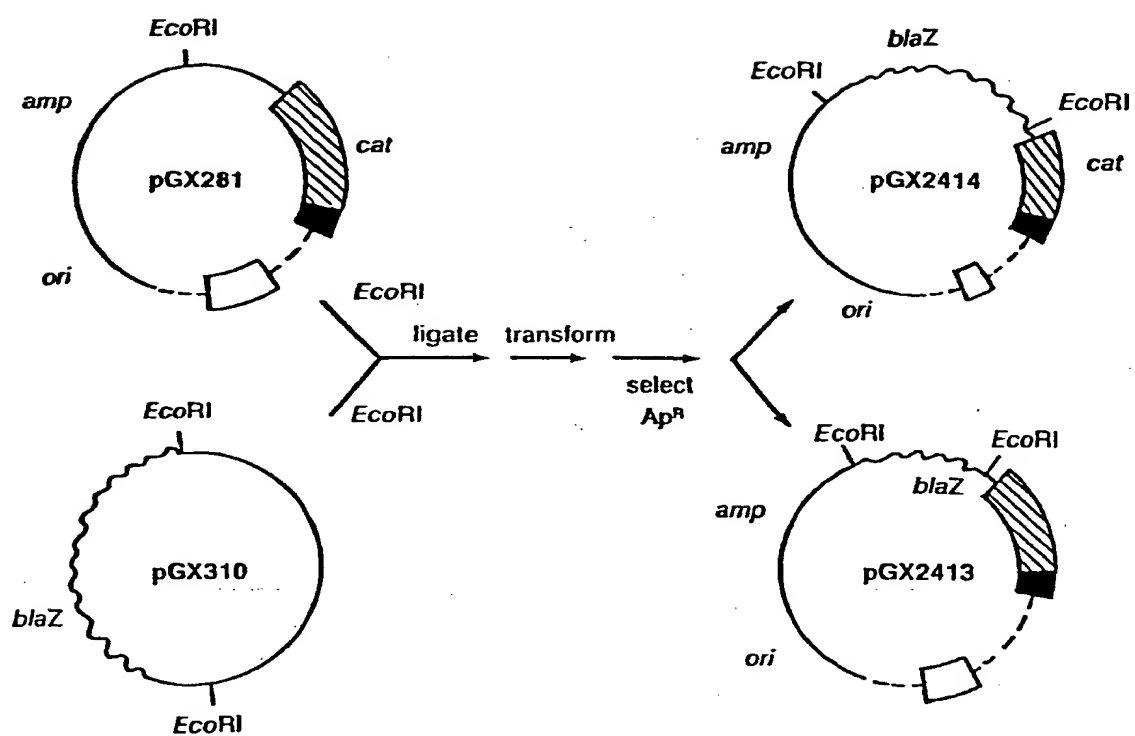 EcoRI
amp
cat
pGX281
ori
EcoRI
blaZ
EcoRI
EcoRI
amp
cat
pGX2414
ori
ligate
transform
select
Apᴿ
EcoRI
EcoRI
pGX310
blaZ
EcoRI
EcoRI
EcoRI
blaZ
amp
pGX2413
ori